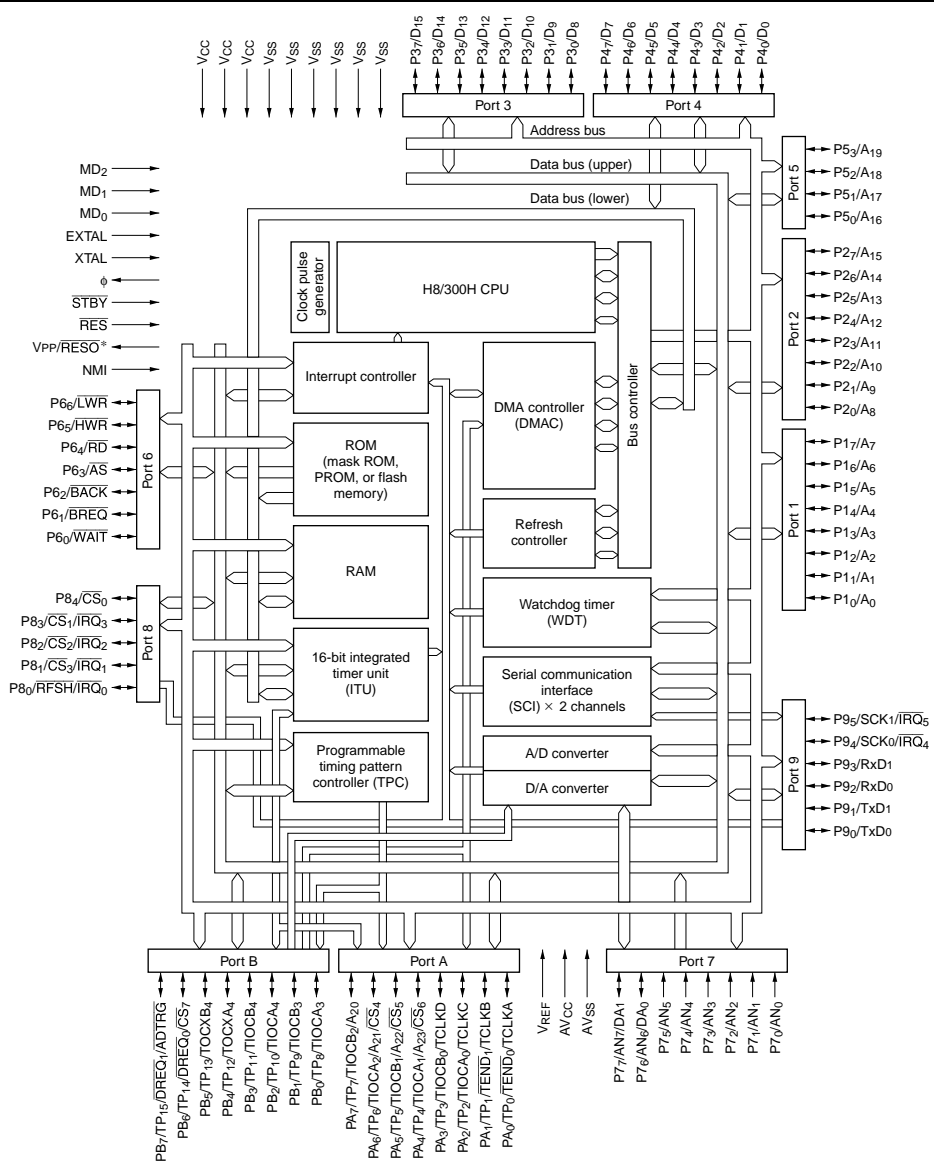 VCC
VCC
VCC
VSS
VSS
VSS
VSS
VSS
VSS
P37/D15
P36/D14
P35/D13
P34/D12
P33/D11
P32/D10
P31/D9
P30/D8
P47/D7
P46/D6
P45/D5
P44/D4
P43/D3
P42/D2
P41/D1
P40/D0
Port 3
Port 4
Address bus
Data bus (upper)
Data bus (lower)
MD2
MD1
MD0
EXTAL
XTAL
ϕ
STBY
RES
VPP/RESO*
NMI
Port 5
P53/A19
P52/A18
P51/A17
P50/A16
Clock pulse
generator
H8/300H CPU
Bus controller
Port 2
P27/A15
P26/A14
P25/A13
P24/A12
P23/A11
P22/A10
P21/A9
P20/A8
Interrupt controller
DMA controller
(DMAC)
P66/LWR
P65/HWR
P64/RD
P63/AS
P62/BACK
P61/BREQ
P60/WAIT
Port 6
ROM
(mask ROM,
PROM, or flash
memory)
Refresh
controller
Port 1
P17/A7
P16/A6
P15/A5
P14/A4
P13/A3
P12/A2
P11/A1
P10/A0
RAM
Watchdog timer
(WDT)
P84/CS0
P83/CS1/IRQ3
P82/CS2/IRQ2
P81/CS3/IRQ1
P80/RFSH/IRQ0
Port 8
16-bit integrated
timer unit
(ITU)
Serial communication
interface
(SCI) × 2 channels
Programmable
timing pattern
controller (TPC)
A/D converter
D/A converter
Port 9
P95/SCK1/IRQ5
P94/SCK0/IRQ4
P93/RxD1
P92/RxD0
P91/TxD1
P90/TxD0
Port B
Port A
Port 7
PB7/TP15/DREQ1/ADTRG
PB6/TP14/DREQ0/CS7
PB5/TP13/TOCXB4
PB4/TP12/TOCXA4
PB3/TP11/TIOCB4
PB2/TP10/TIOCA4
PB1/TP9/TIOCB3
PB0/TP8/TIOCA3
PA7/TP7/TIOCB2/A20
PA6/TP6/TIOCA2/A21/CS4
PA5/TP5/TIOCB1/A22/CS5
PA4/TP4/TIOCA1/A23/CS6
PA3/TP3/TIOCB0/TCLKD
PA2/TP2/TIOCA0/TCLKC
PA1/TP1/TEND1/TCLKB
PA0/TP0/TEND0/TCLKA
VREF
AVCC
AVSS
P77/AN7/DA1
P76/AN6/DA0
P75/AN5
P74/AN4
P73/AN3
P72/AN2
P71/AN1
P70/AN0